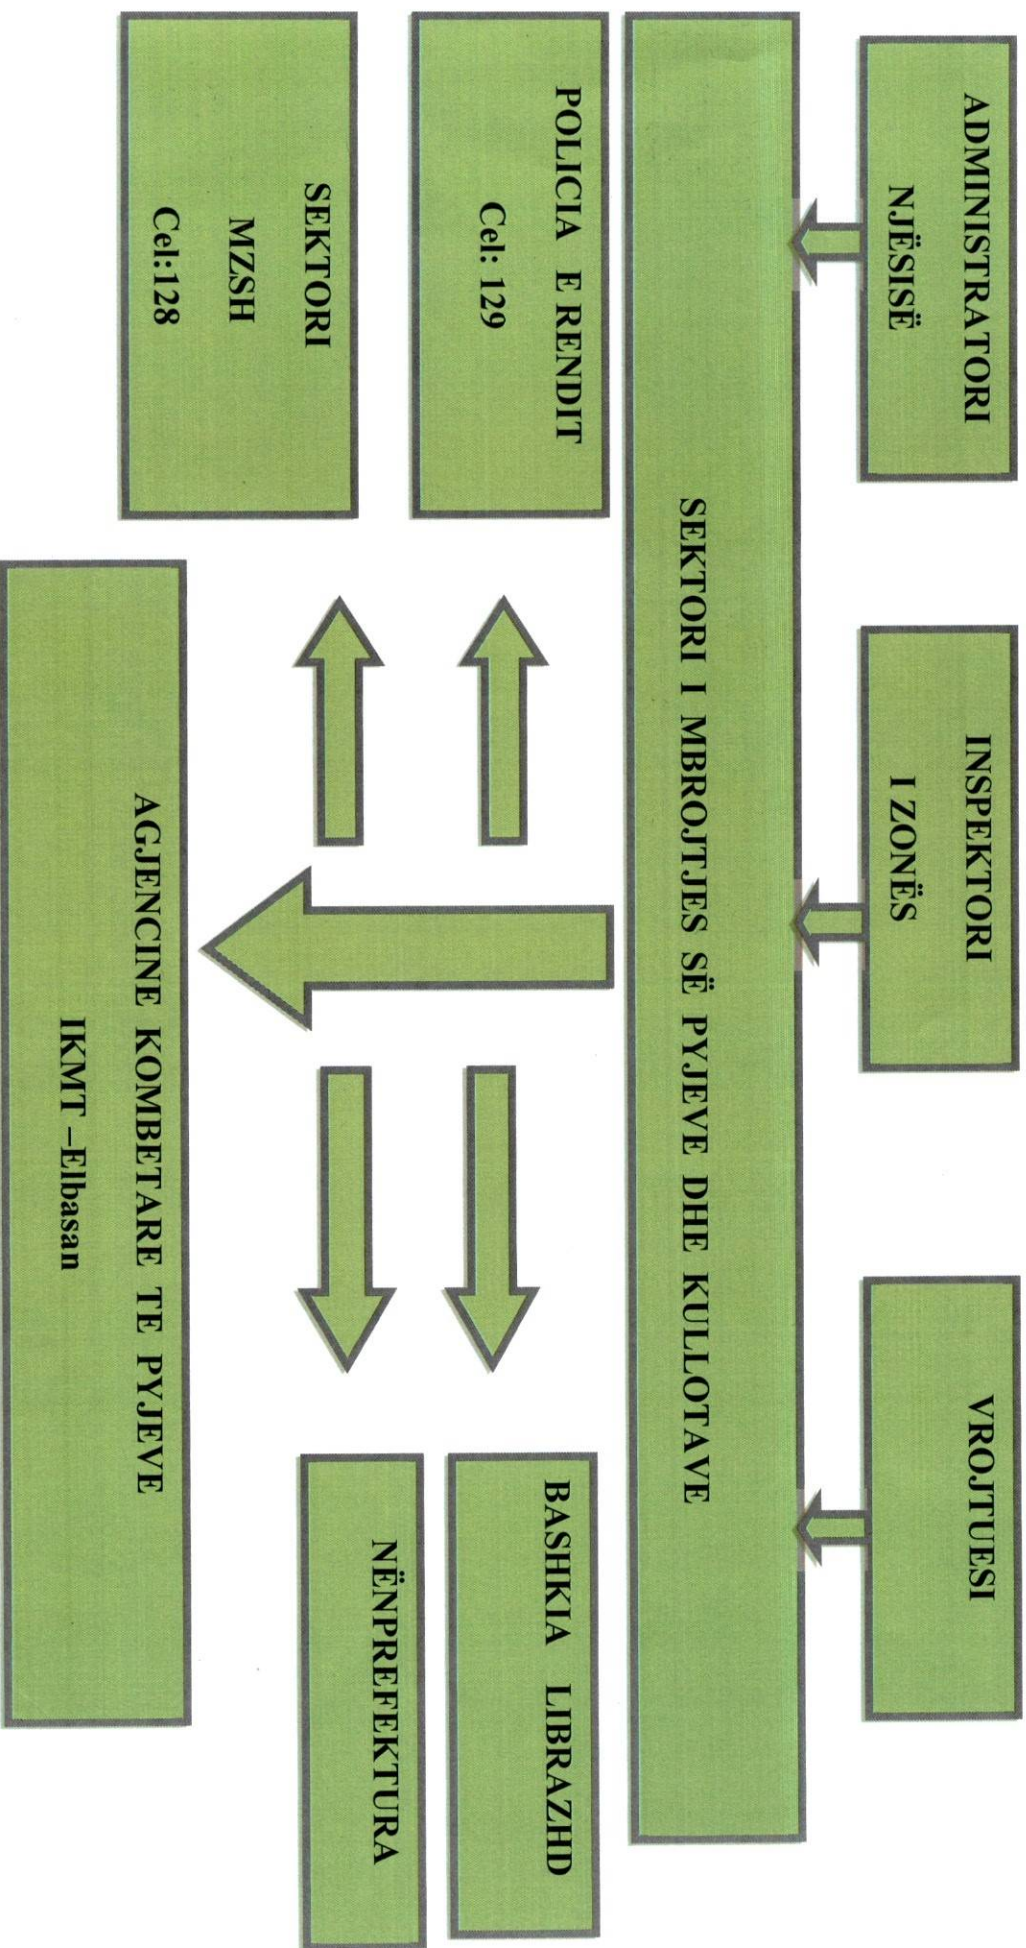 ADMINISTRATORI
NJËSISË
INSPEKTORI
I ZONËS
VROJTUESI
SEKTORI I MBROJTJES SË PYJEVE DHE KULLOTAVE
POLICIA E RENDIT
Cel: 129
BASHKIA LIBRAZHD
SEKTORI
MZSH
Cel:128
NËNPREFEKTURA
AGJENCINE KOMBETARE TE PYJEVE
IKMT –Elbasan